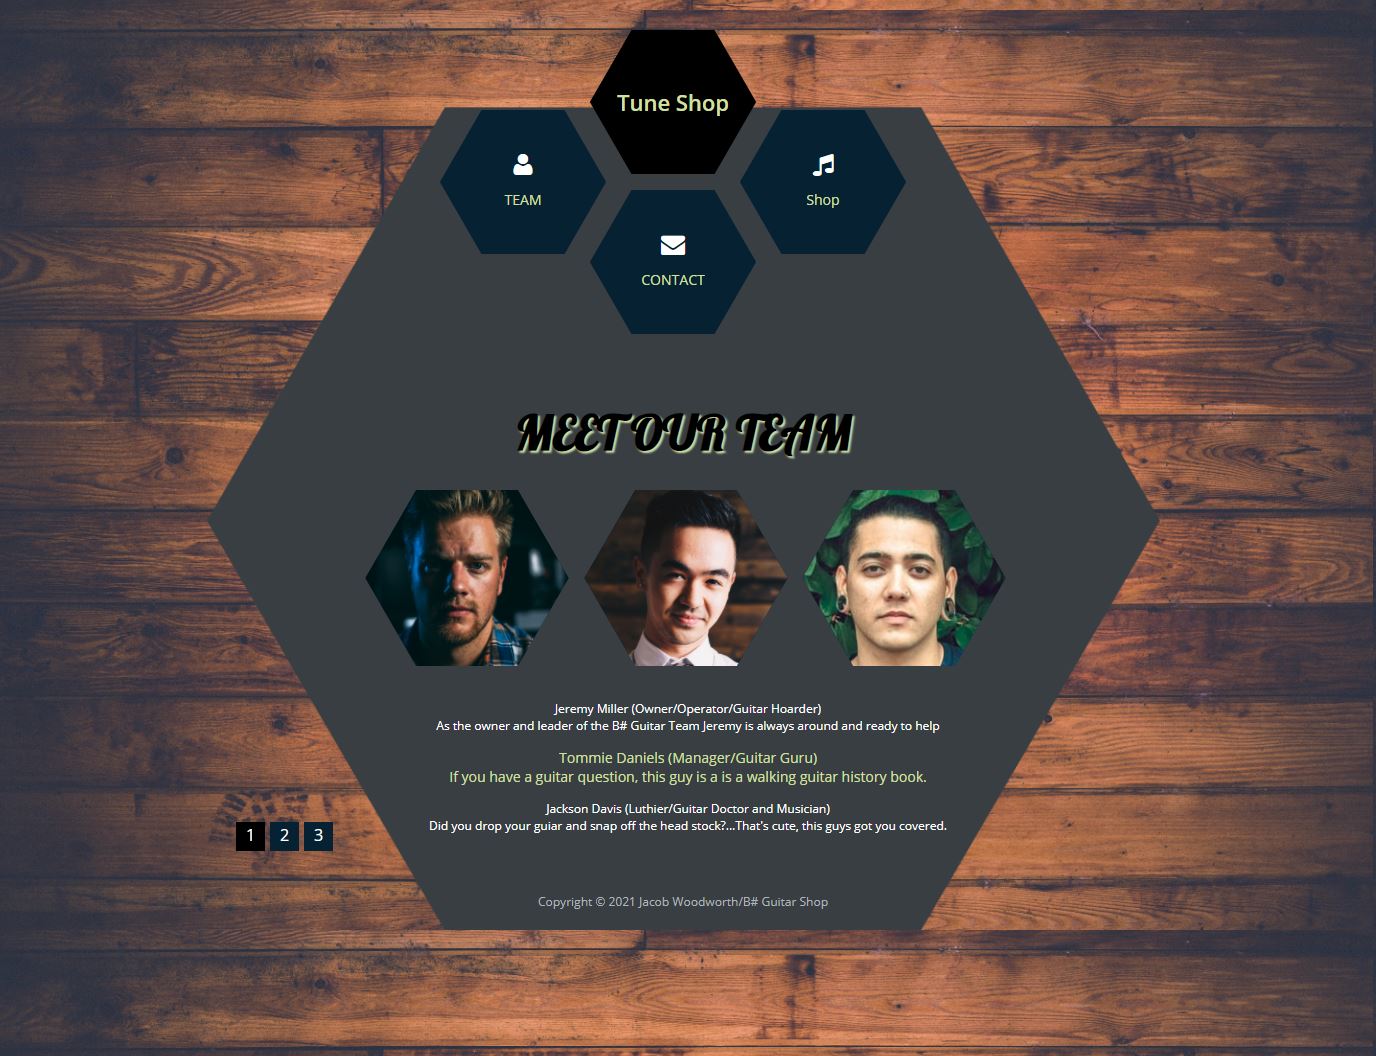 Tune Shop
TEAM
Shop
CONTACT
MEET OUR TEAM
Jeremy Miller (Owner/Operator/Guitar Hoarder)
As the owner and leader of the B# Guitar Team Jeremy is always around and ready to help
Tommie Daniels (Manager/Guitar Guru)
If you have a guitar question, this guy is a is a walking guitar history book.
Jackson Davis (Luthier/Guitar Doctor and Musician)
Did you drop your guiar and snap off the head stock?...That's cute, this guys got you covered.
1 2 3
Copyright © 2021 Jacob Woodworth/B# Guitar Shop